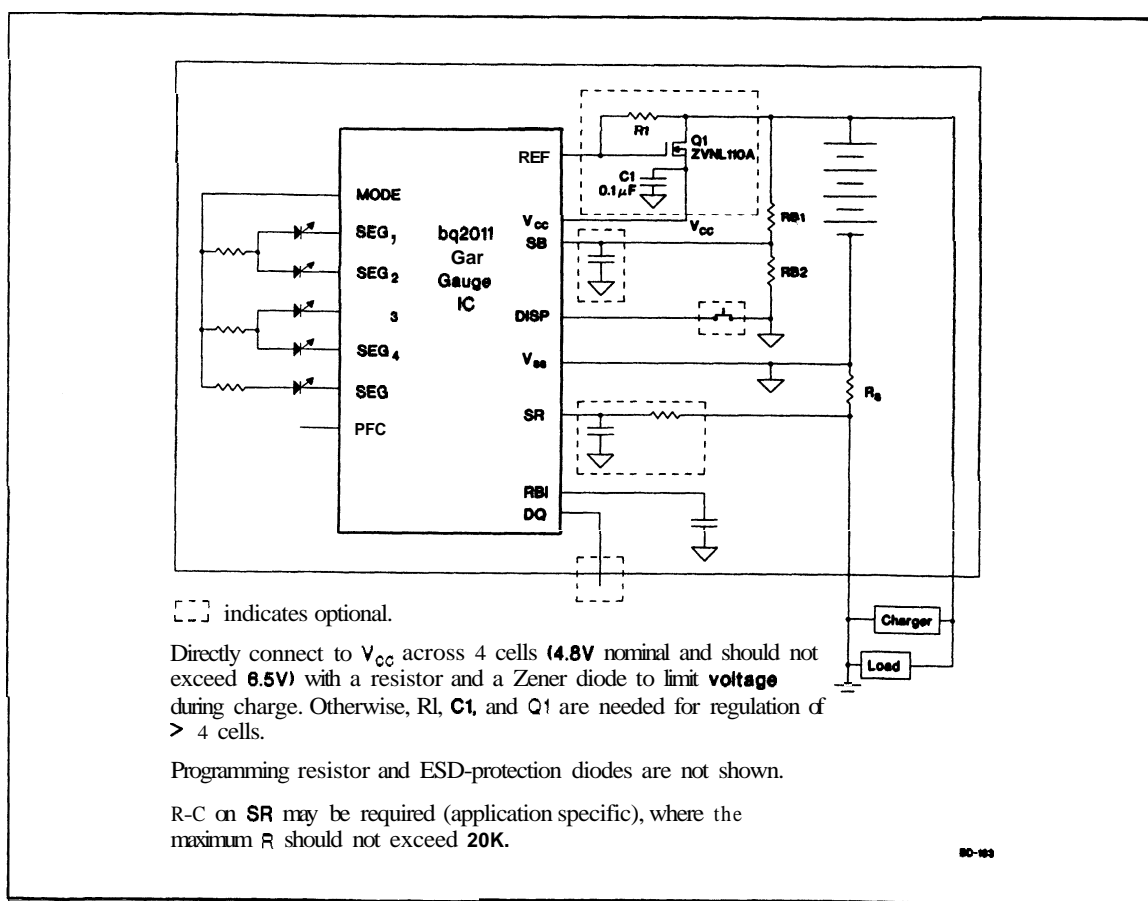 REF
R1
Q1
ZVNL110A
C1
0.1 µF
MODE
VCC
VCC
SEG1
bq2011
Gar
Gauge
IC
SB
RB1
SEG2
RB2
3
DISP
SEG4
Vss
SEG
Rs
SR
PFC
RBI
DQ
Charger
Load
indicates optional.
Directly connect to VCC across 4 cells (4.8V nominal and should not
exceed 6.5V) with a resistor and a Zener diode to limit voltage
during charge. Otherwise, Rl, C1, and Q1 are needed for regulation of
> 4 cells.
Programming resistor and ESD-protection diodes are not shown.
R-C on SR may be required (application specific), where the
maximum R should not exceed 20K.
BD-163